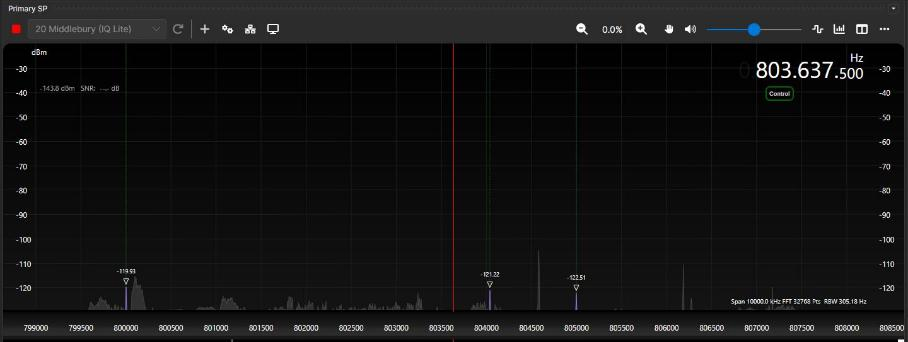 Primary SP
20 Middlebury (IQ Lite)
0.0%
dBm
Hz
0 803.637.500
Control
-143.8 dBm SNR: ---.- dB
-30 -30
-40 -40
-50 -50
-60 -60
-70 -70
-80 -80
-90 -90
-100 -100
-110 -110
-120 -120
-119.93
-121.22
-122.51
Span 10000.0 kHz FFT 32768 Pts RBW 305.18 Hz
799000 799500 800000 800500 801000 801500 802000 802500 803000 803500 804000 804500 805000 805500 806000 806500 807000 807500 808000 808500